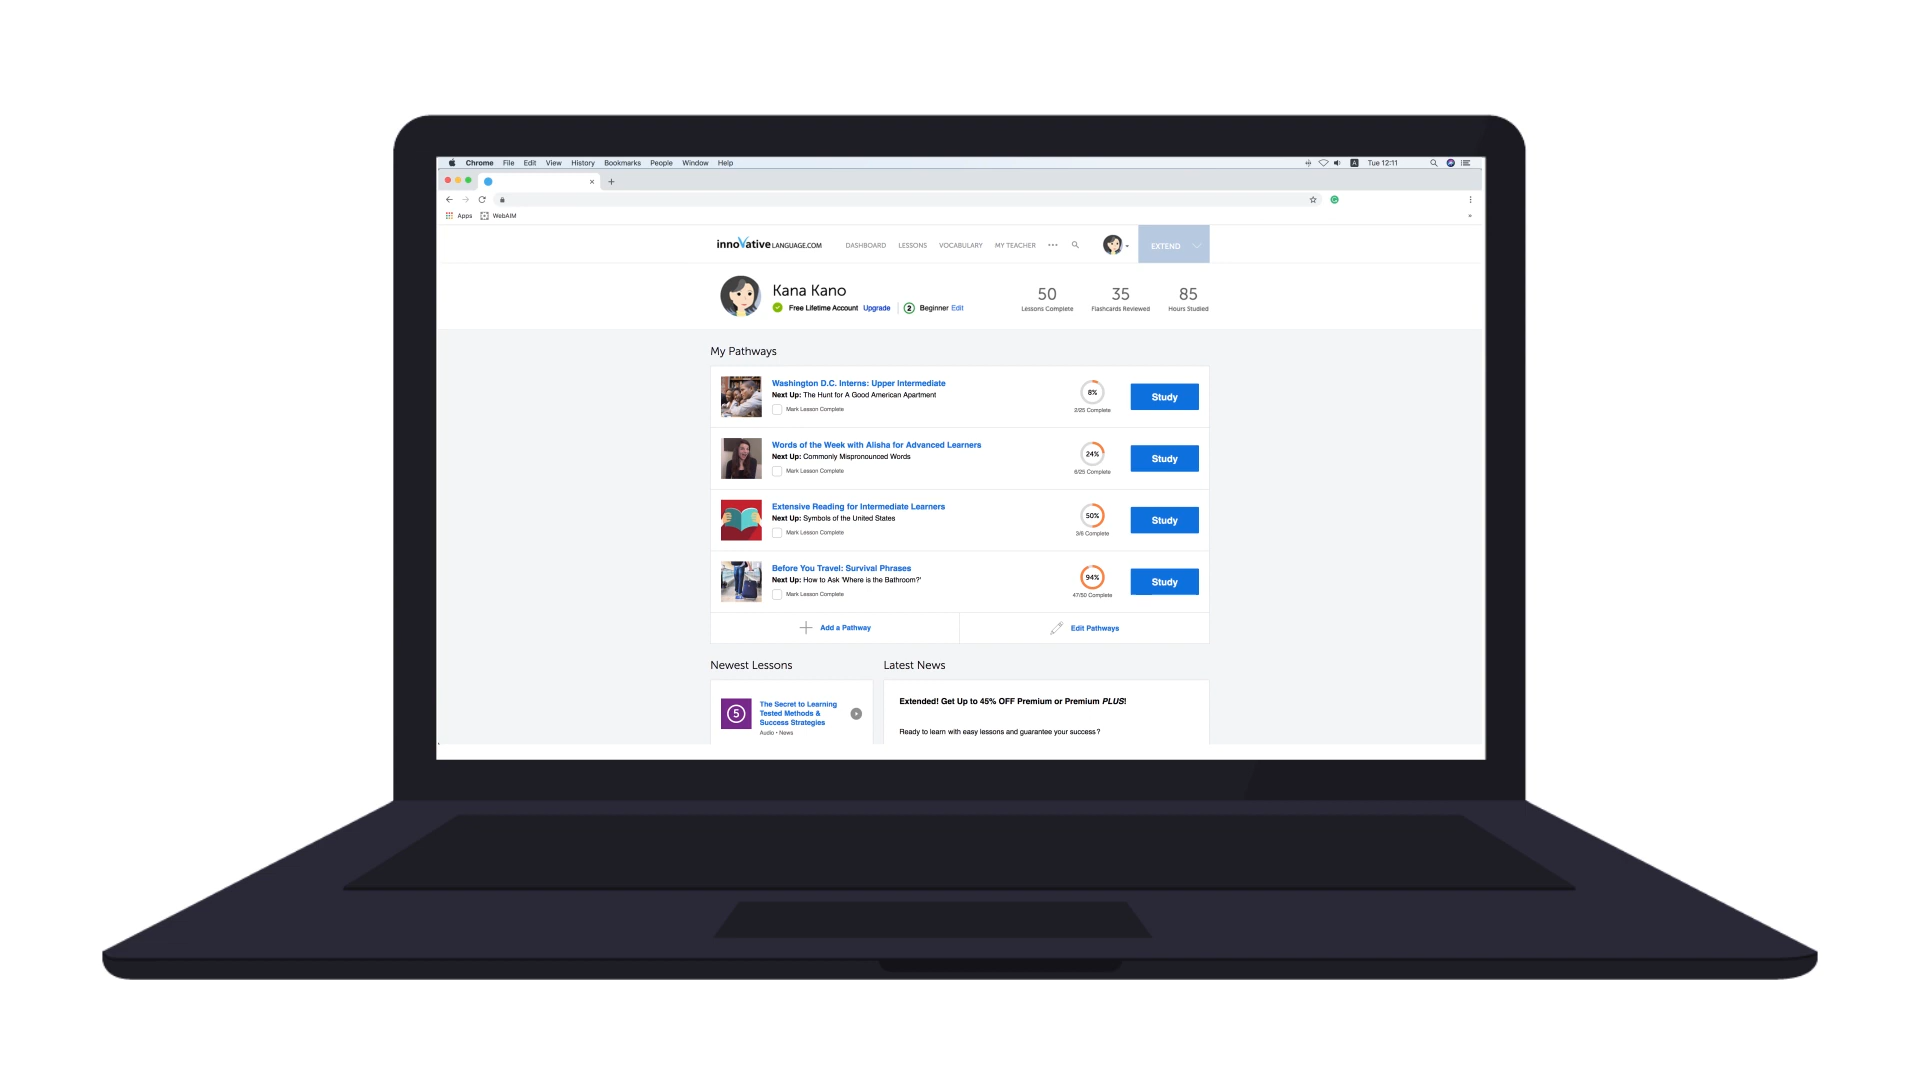 Chrome File Edit View History Bookmarks People Window Help
A Tue 12:11
Apps WebAIM
innoVative LANGUAGE.COM DASHBOARD LESSONS VOCABULARY MY TEACHER EXTEND
Kana Kano
Free Lifetime Account Upgrade 2 Beginner Edit
50 35 85
Lessons Complete Flashcards Reviewed Hours Studied
My Pathways
Washington D.C. Interns: Upper Intermediate
Next Up: The Hunt for A Good American Apartment
Mark Lesson Complete
8%
2/25 Complete
Study
Words of the Week with Alisha for Advanced Learners
Next Up: Commonly Mispronounced Words
Mark Lesson Complete
24%
6/25 Complete
Study
Extensive Reading for Intermediate Learners
Next Up: Symbols of the United States
Mark Lesson Complete
50%
3/6 Complete
Study
Before You Travel: Survival Phrases
Next Up: How to Ask 'Where is the Bathroom?'
Mark Lesson Complete
94%
47/50 Complete
Study
Add a Pathway
Edit Pathways
Newest Lessons
5
The Secret to Learning
Tested Methods &
Success Strategies
Audio • News
Latest News
Extended! Get Up to 45% OFF Premium or Premium PLUS!
Ready to learn with easy lessons and guarantee your success?